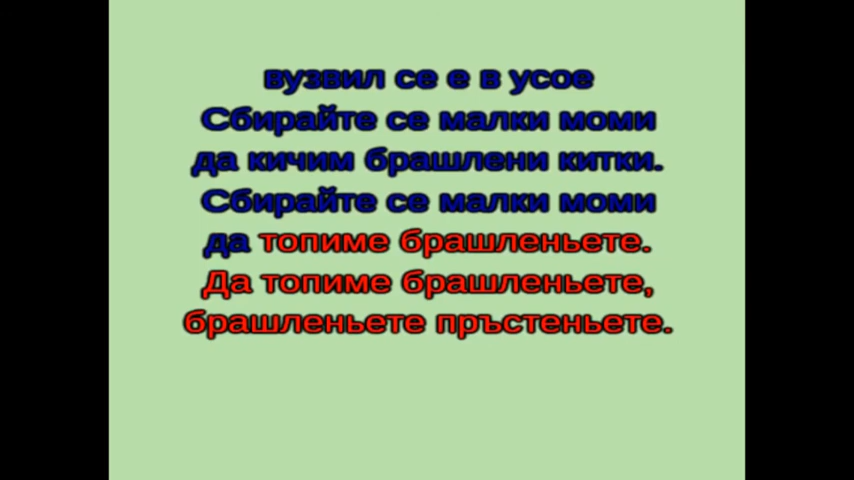 вузвил се е в усое
Сбирайте се малки моми
да кичим брашлени китки.
Сбирайте се малки моми
да топиме брашленьете.
Да топиме брашленьете,
брашленьете пръстеньете.